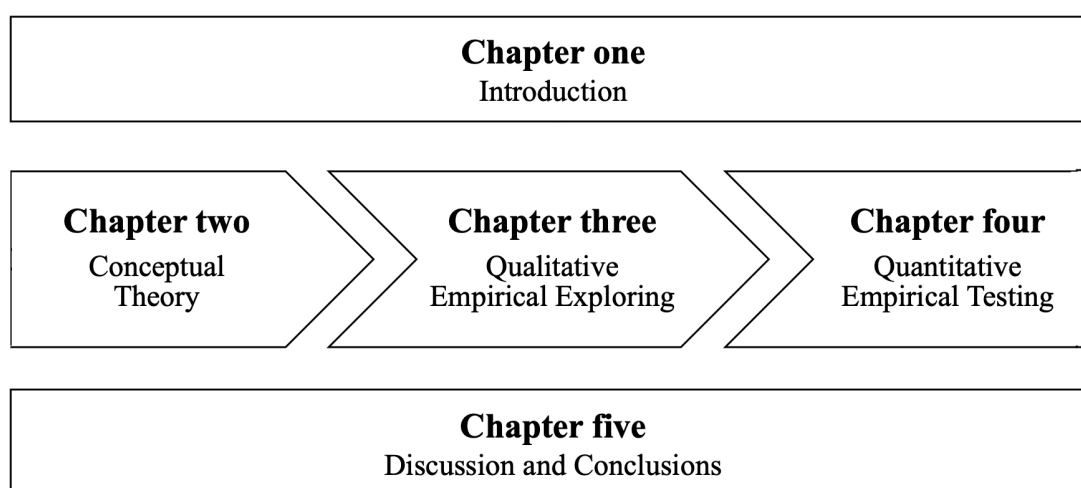 Chapter one
Introduction
Chapter two
Conceptual
Theory
Chapter three
Qualitative
Empirical Exploring
Chapter four
Quantitative
Empirical Testing
Chapter five
Discussion and Conclusions